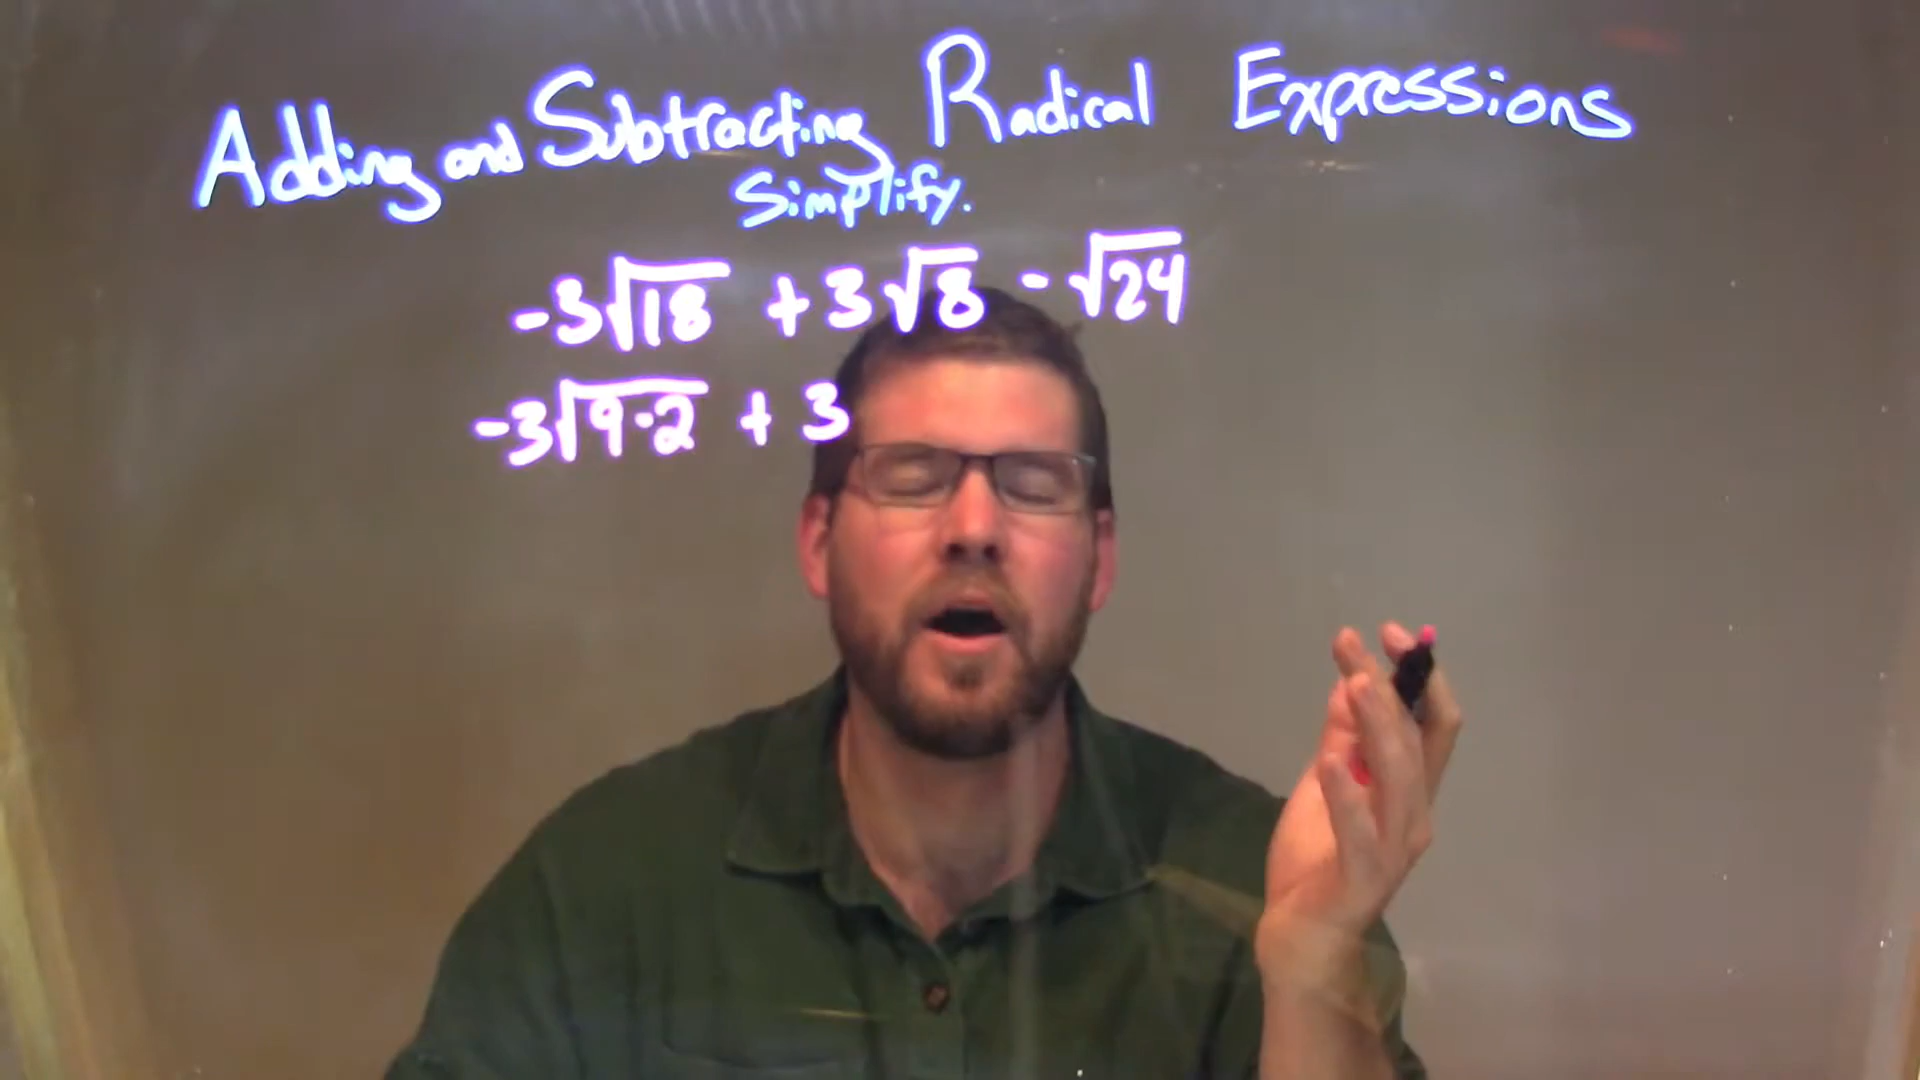 Adding and Subtracting Radical Expressions
Simplify.
-3√18 + 3√8 - √24
-3√9·2 + 3